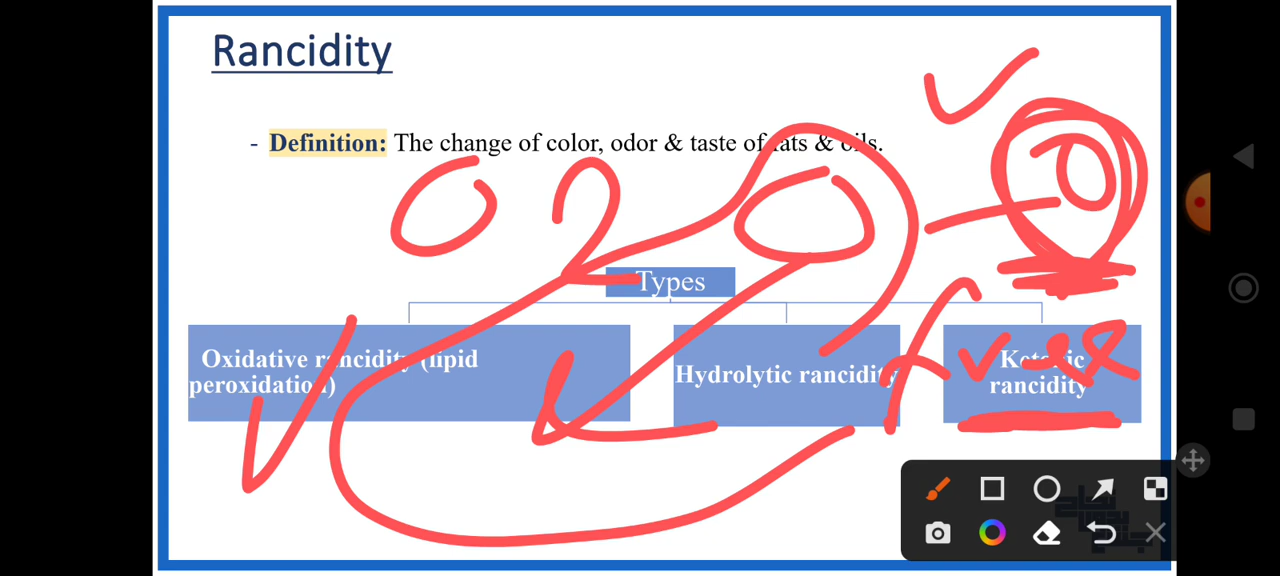 Rancidity
- Definition: The change of color, odor & taste of fats & oils.
Types
Oxidative rancidity (lipid
peroxidation)
Hydrolytic rancidity
Ketonic
rancidity